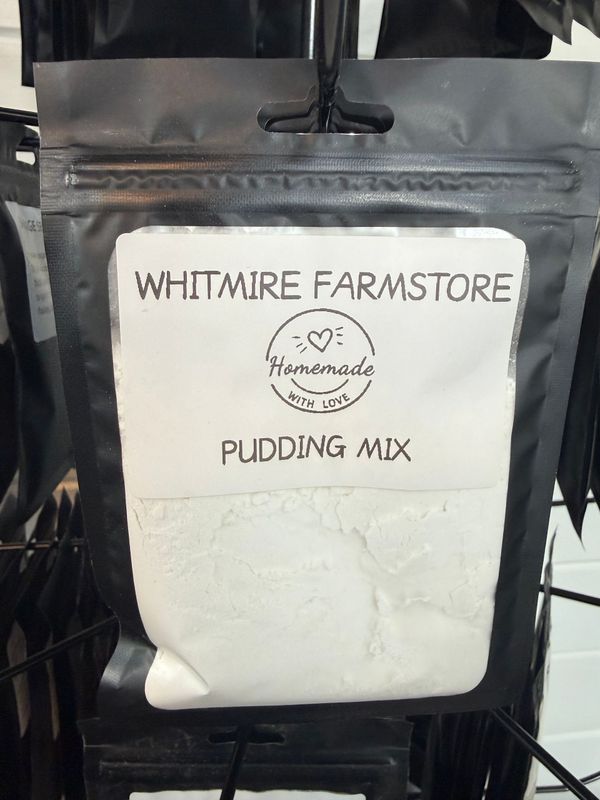 WHITMIRE FARMSTORE
Homemade
WITH LOVE
PUDDING MIX